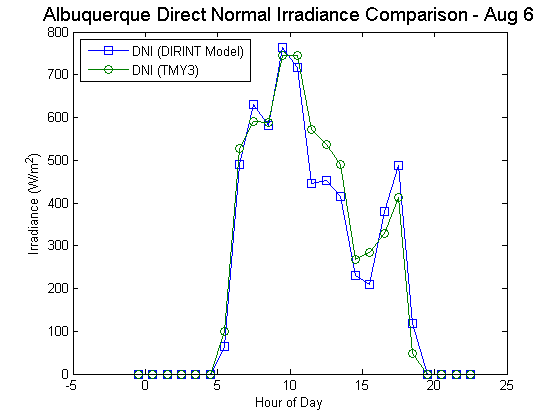 Albuquerque Direct Normal Irradiance Comparison - Aug 6
800
700
600
500
400
300
200
100
0
Irradiance (W/m²)
DNI (DIRINT Model)
DNI (TMY3)
-5 0 5 10 15 20 25
Hour of Day